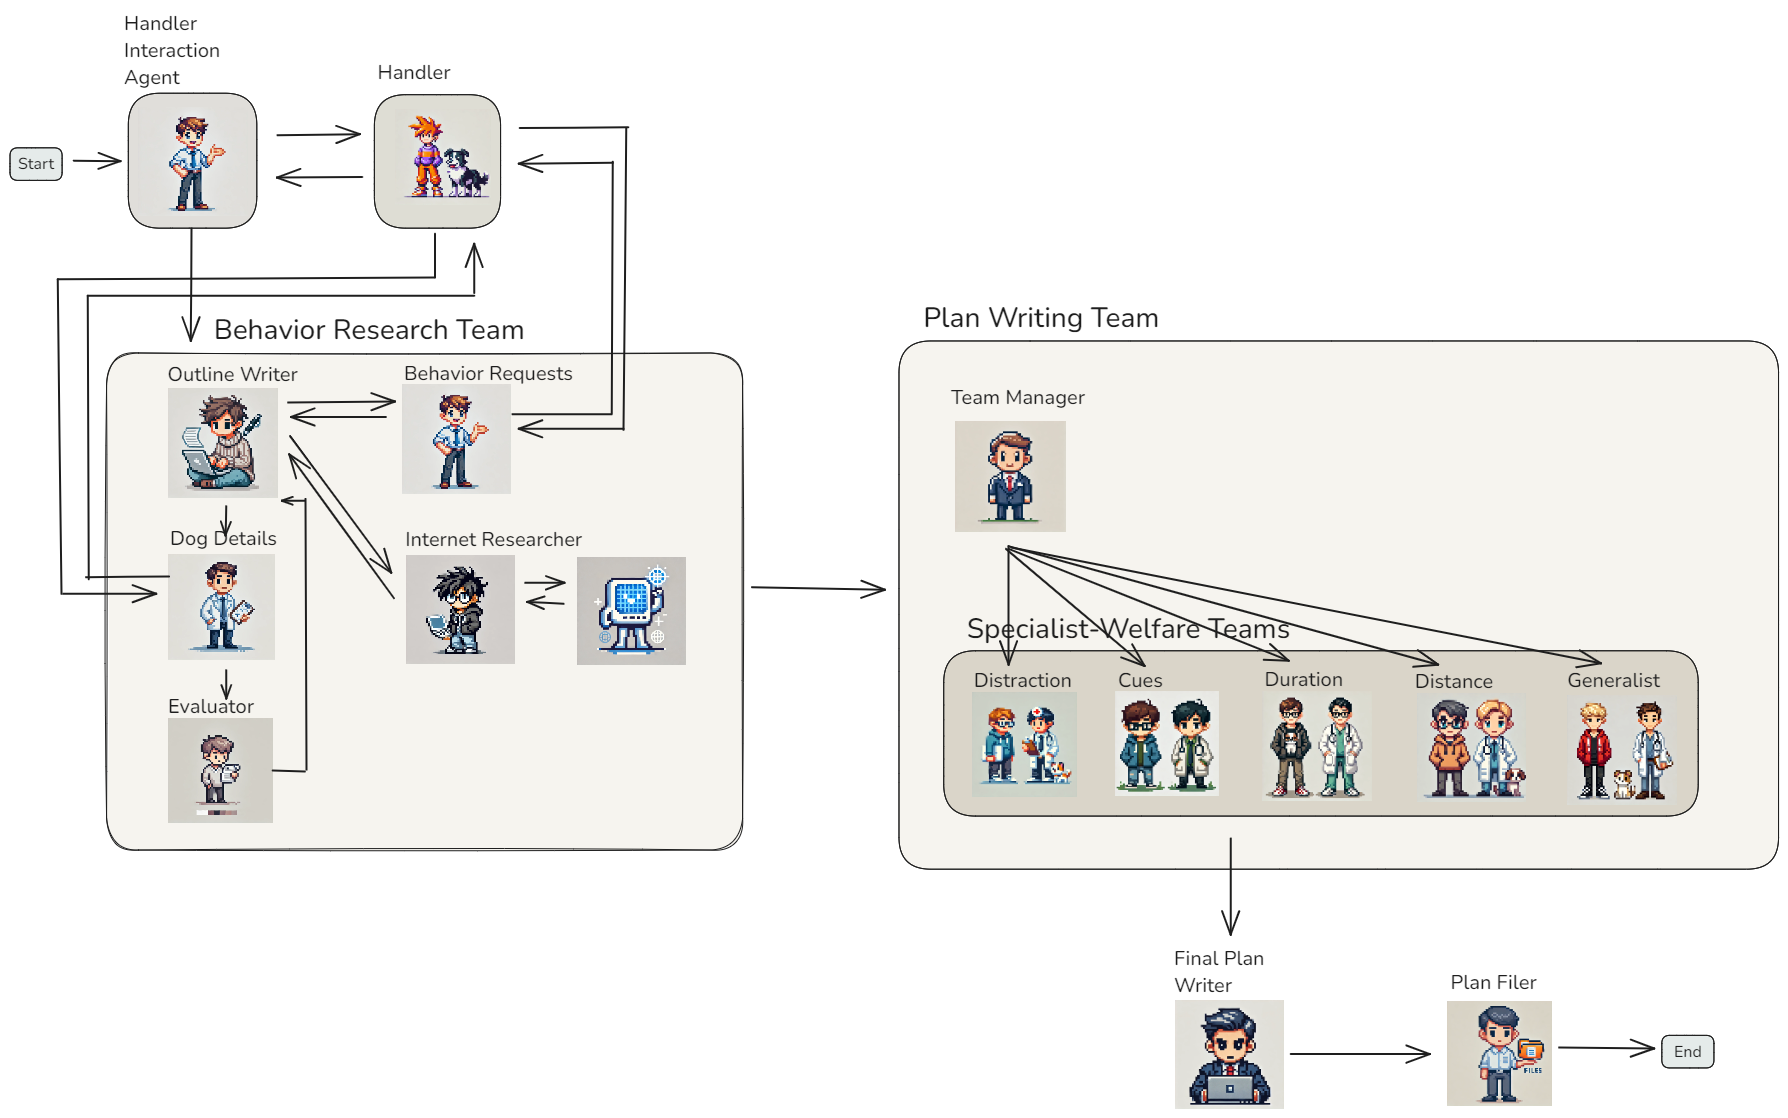 Handler
Interaction
Agent
Handler
Start
Behavior Research Team
Outline Writer
Behavior Requests
Dog Details
Internet Researcher
Evaluator
Plan Writing Team
Team Manager
Specialist-Welfare Teams
Distraction
Cues
Duration
Distance
Generalist
Final Plan
Writer
Plan Filer
FILES
End